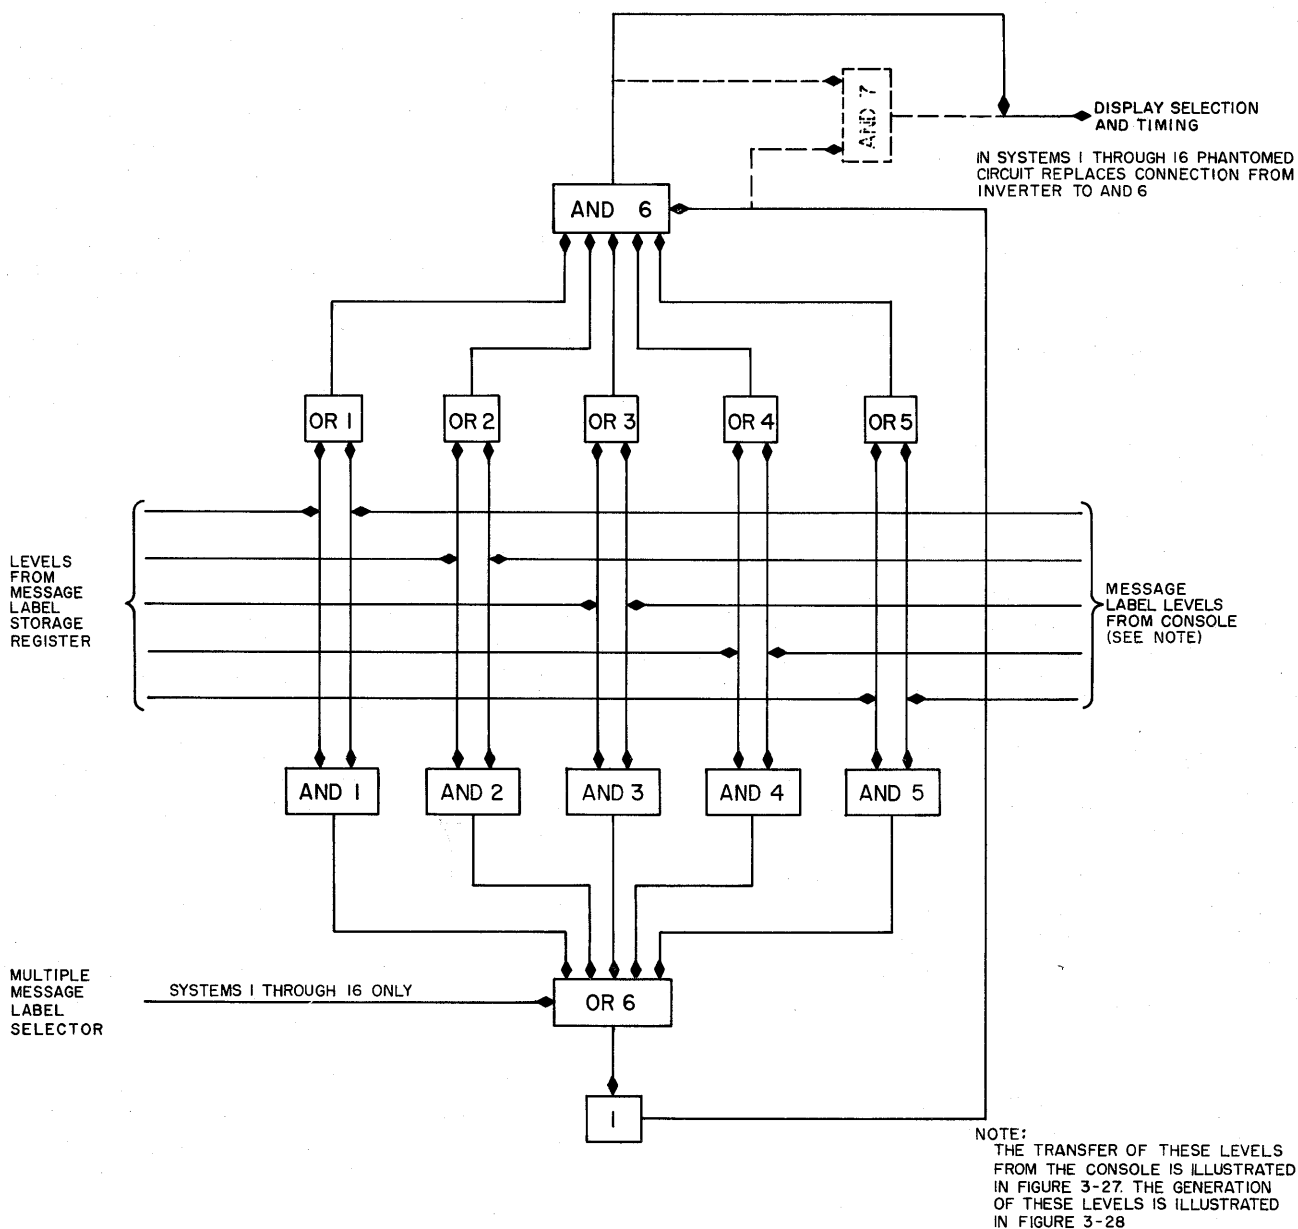 AND 7
DISPLAY SELECTION
AND TIMING
IN SYSTEMS 1 THROUGH 16 PHANTOMED
CIRCUIT REPLACES CONNECTION FROM
INVERTER TO AND 6
AND 6
OR 1
OR 2
OR 3
OR 4
OR 5
LEVELS
FROM
MESSAGE
LABEL
STORAGE
REGISTER
MESSAGE
LABEL LEVELS
FROM CONSOLE
(SEE NOTE)
AND 1
AND 2
AND 3
AND 4
AND 5
MULTIPLE
MESSAGE
LABEL
SELECTOR
SYSTEMS 1 THROUGH 16 ONLY
OR 6
I
NOTE:
THE TRANSFER OF THESE LEVELS
FROM THE CONSOLE IS ILLUSTRATED
IN FIGURE 3-27. THE GENERATION
OF THESE LEVELS IS ILLUSTRATED
IN FIGURE 3-28